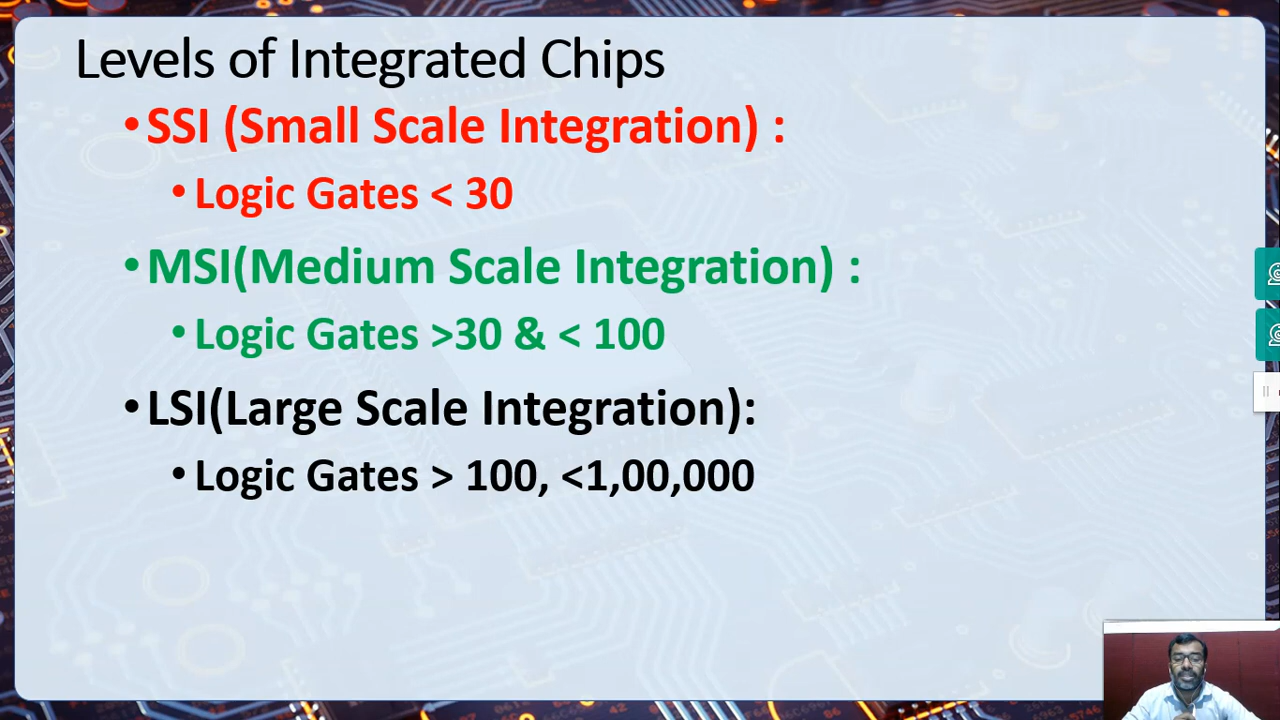 Levels of Integrated Chips
•SSI (Small Scale Integration) :
•Logic Gates < 30
•MSI(Medium Scale Integration) :
•Logic Gates >30 & < 100
•LSI(Large Scale Integration):
•Logic Gates > 100, <1,00,000